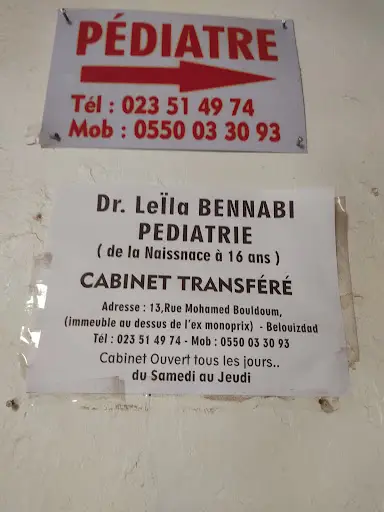 PÉDIATRE
Tél : 023 51 49 74
Mob : 0550 03 30 93
Dr. LeÏla BENNABI
PEDIATRIE
( de la Naissnace à 16 ans )
CABINET TRANSFÉRÉ
Adresse : 13,Rue Mohamed Bouldoum,
(immeuble au dessus de l'ex monoprix) - Belouizdad
Tél : 023 51 49 74 - Mob : 0550 03 30 93
Cabinet Ouvert tous les jours..
du Samedi au Jeudi